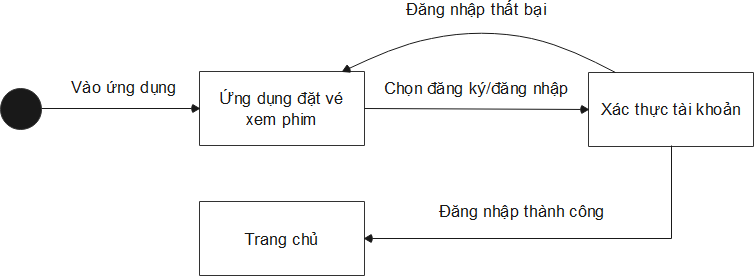 Đăng nhập thất bại
Vào ứng dụng
Ứng dụng đặt vé
xem phim
Chọn đăng ký/đăng nhập
Xác thực tài khoản
Trang chủ
Đăng nhập thành công